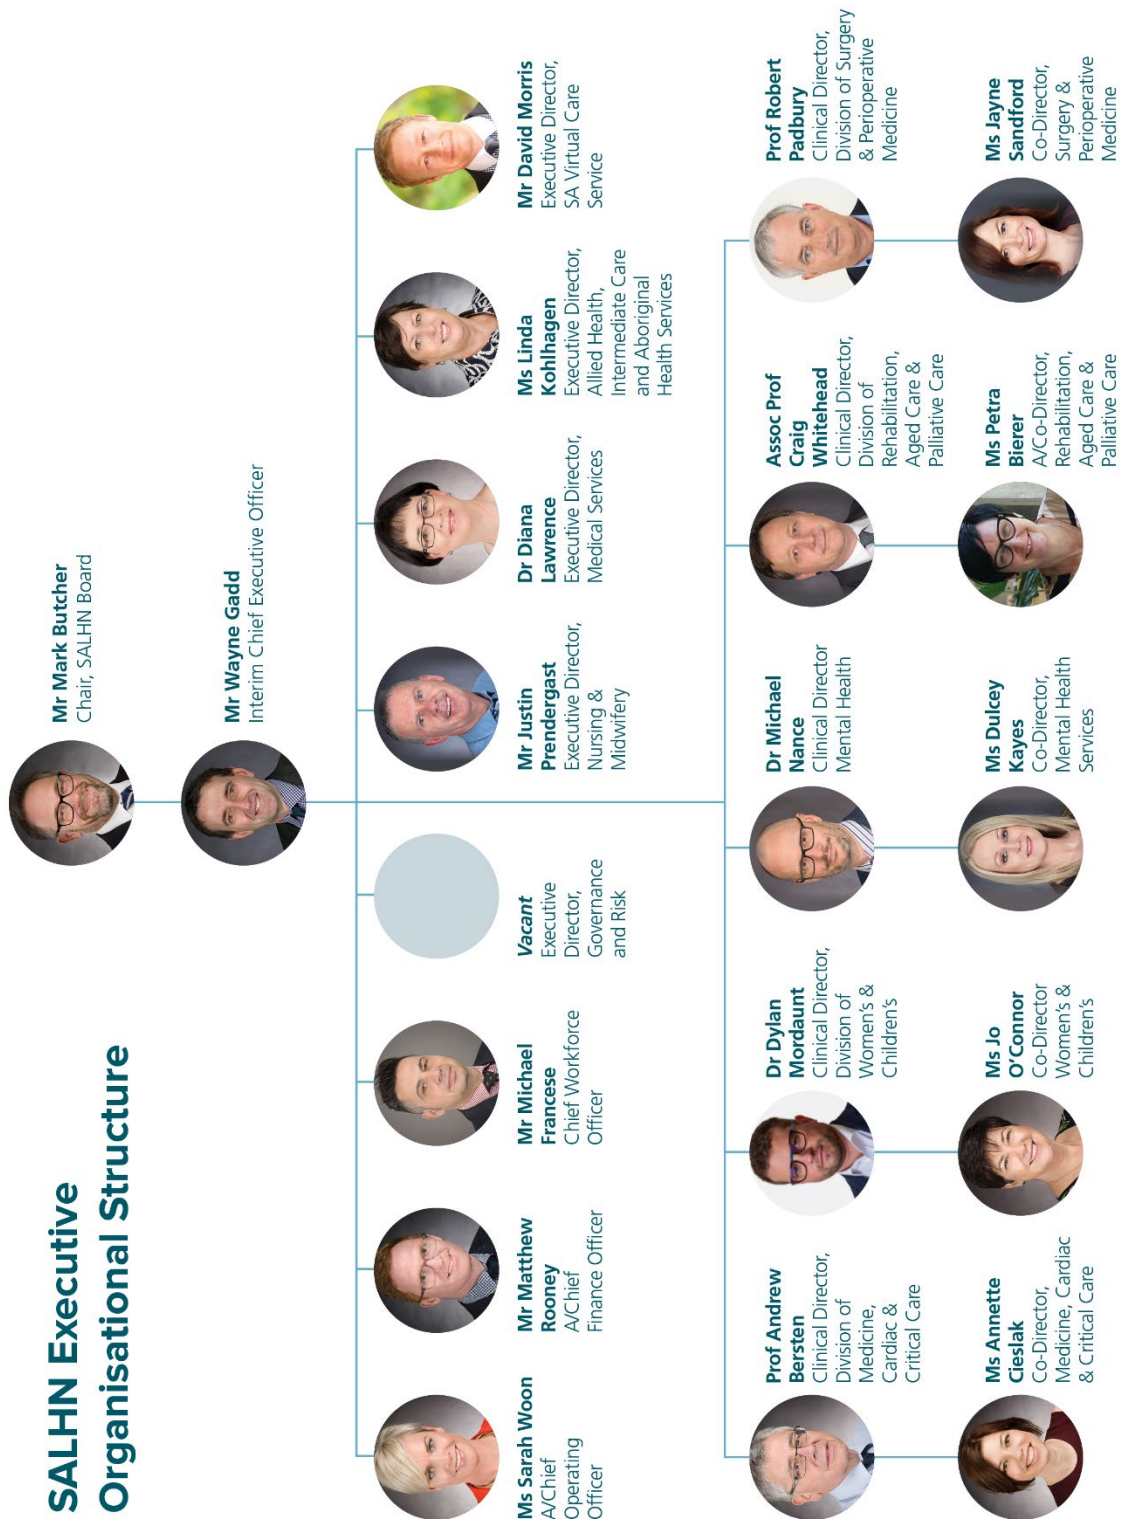 SALHN Executive
Organisational Structure
Mr Mark Butcher
Chair, SALHN Board
Mr Wayne Gadd
Interim Chief Executive Officer
Ms Sarah Woon
A/Chief
Operating
Officer
Mr Matthew
Rooney
A/Chief
Finance Officer
Mr Michael
Francese
Chief Workforce
Officer
Vacant
Executive
Director,
Governance
and Risk
Mr Justin
Prendergast
Executive Director,
Nursing &
Midwifery
Dr Diana
Lawrence
Executive Director,
Medical Services
Ms Linda
Kohlhagen
Executive Director,
Allied Health,
Intermediate Care
and Aboriginal
Health Services
Mr David Morris
Executive Director,
SA Virtual Care
Service
Prof Andrew
Bersten
Clinical Director,
Division of
Medicine,
Cardiac &
Critical Care
Dr Dylan
Mordaunt
Clinical Director,
Division of
Women's &
Children's
Dr Michael
Nance
Clinical Director
Mental Health
Assoc Prof
Craig
Whitehead
Clinical Director,
Division of
Rehabilitation,
Aged Care &
Palliative Care
Prof Robert
Padbury
Clinical Director,
Division of Surgery
& Perioperative
Medicine
Ms Annette
Cieslak
Co-Director,
Medicine, Cardiac
& Critical Care
Ms Jo
O'Connor
Co-Director
Women's &
Children's
Ms Dulcey
Kayes
Co-Director,
Mental Health
Services
Ms Petra
Bierer
A/Co-Director,
Rehabilitation,
Aged Care &
Palliative Care
Ms Jayne
Sandford
Co-Director,
Surgery &
Perioperative
Medicine